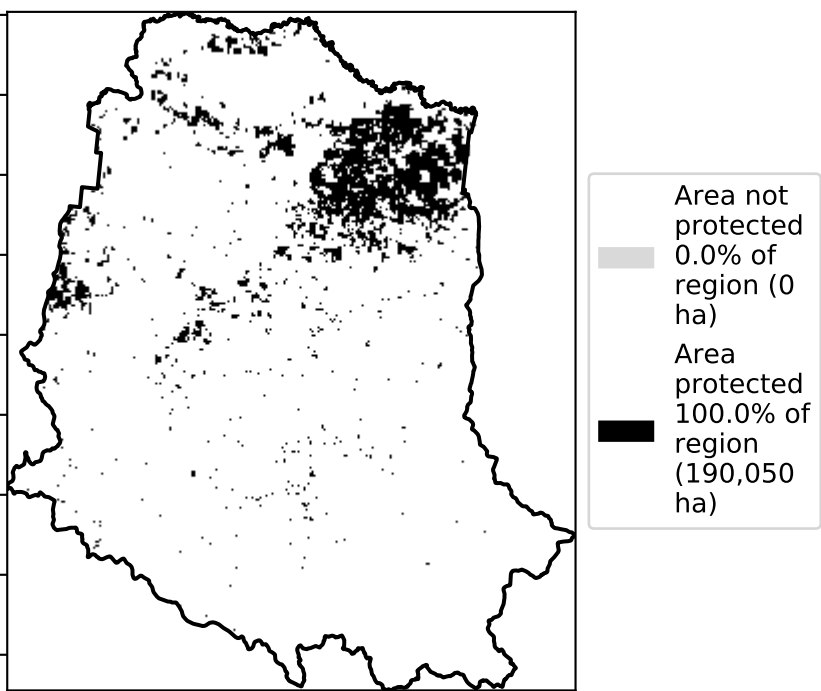 Area not
protected
0.0% of
region (0
ha)
Area
protected
100.0% of
region
(190,050
ha)